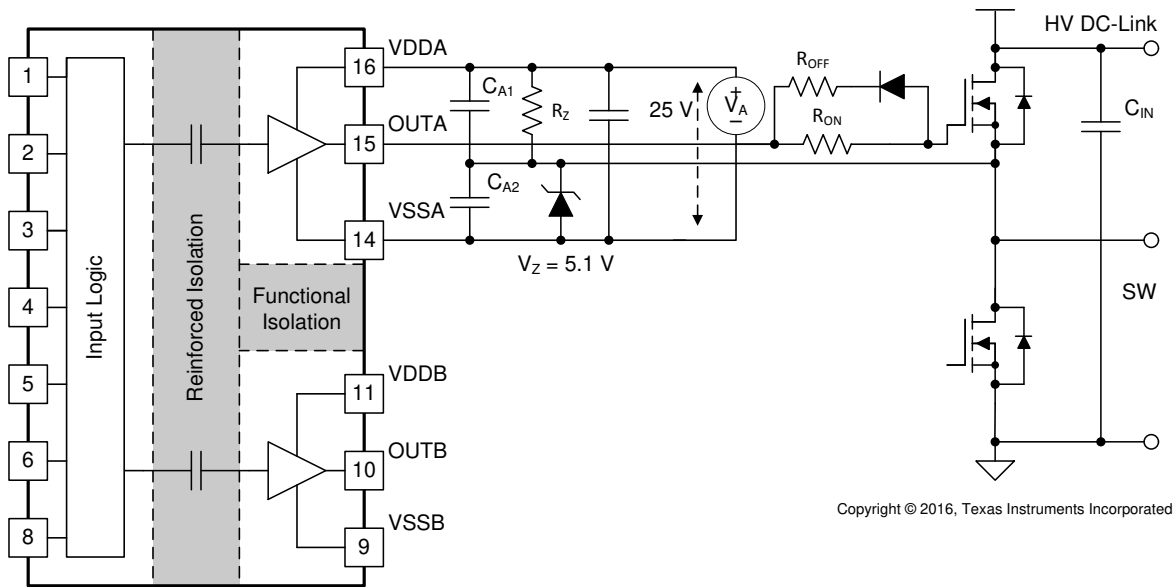 1
2
3
4
5
6
8
Input Logic
Reinforced Isolation
Functional
Isolation
16
15
14
11
10
9
VDDA
OUTA
VSSA
VDDB
OUTB
VSSB
CA1
CA2
RZ
VZ = 5.1 V
25 V
+
VA
–
ROFF
RON
HV DC-Link
CIN
SW
Copyright © 2016, Texas Instruments Incorporated